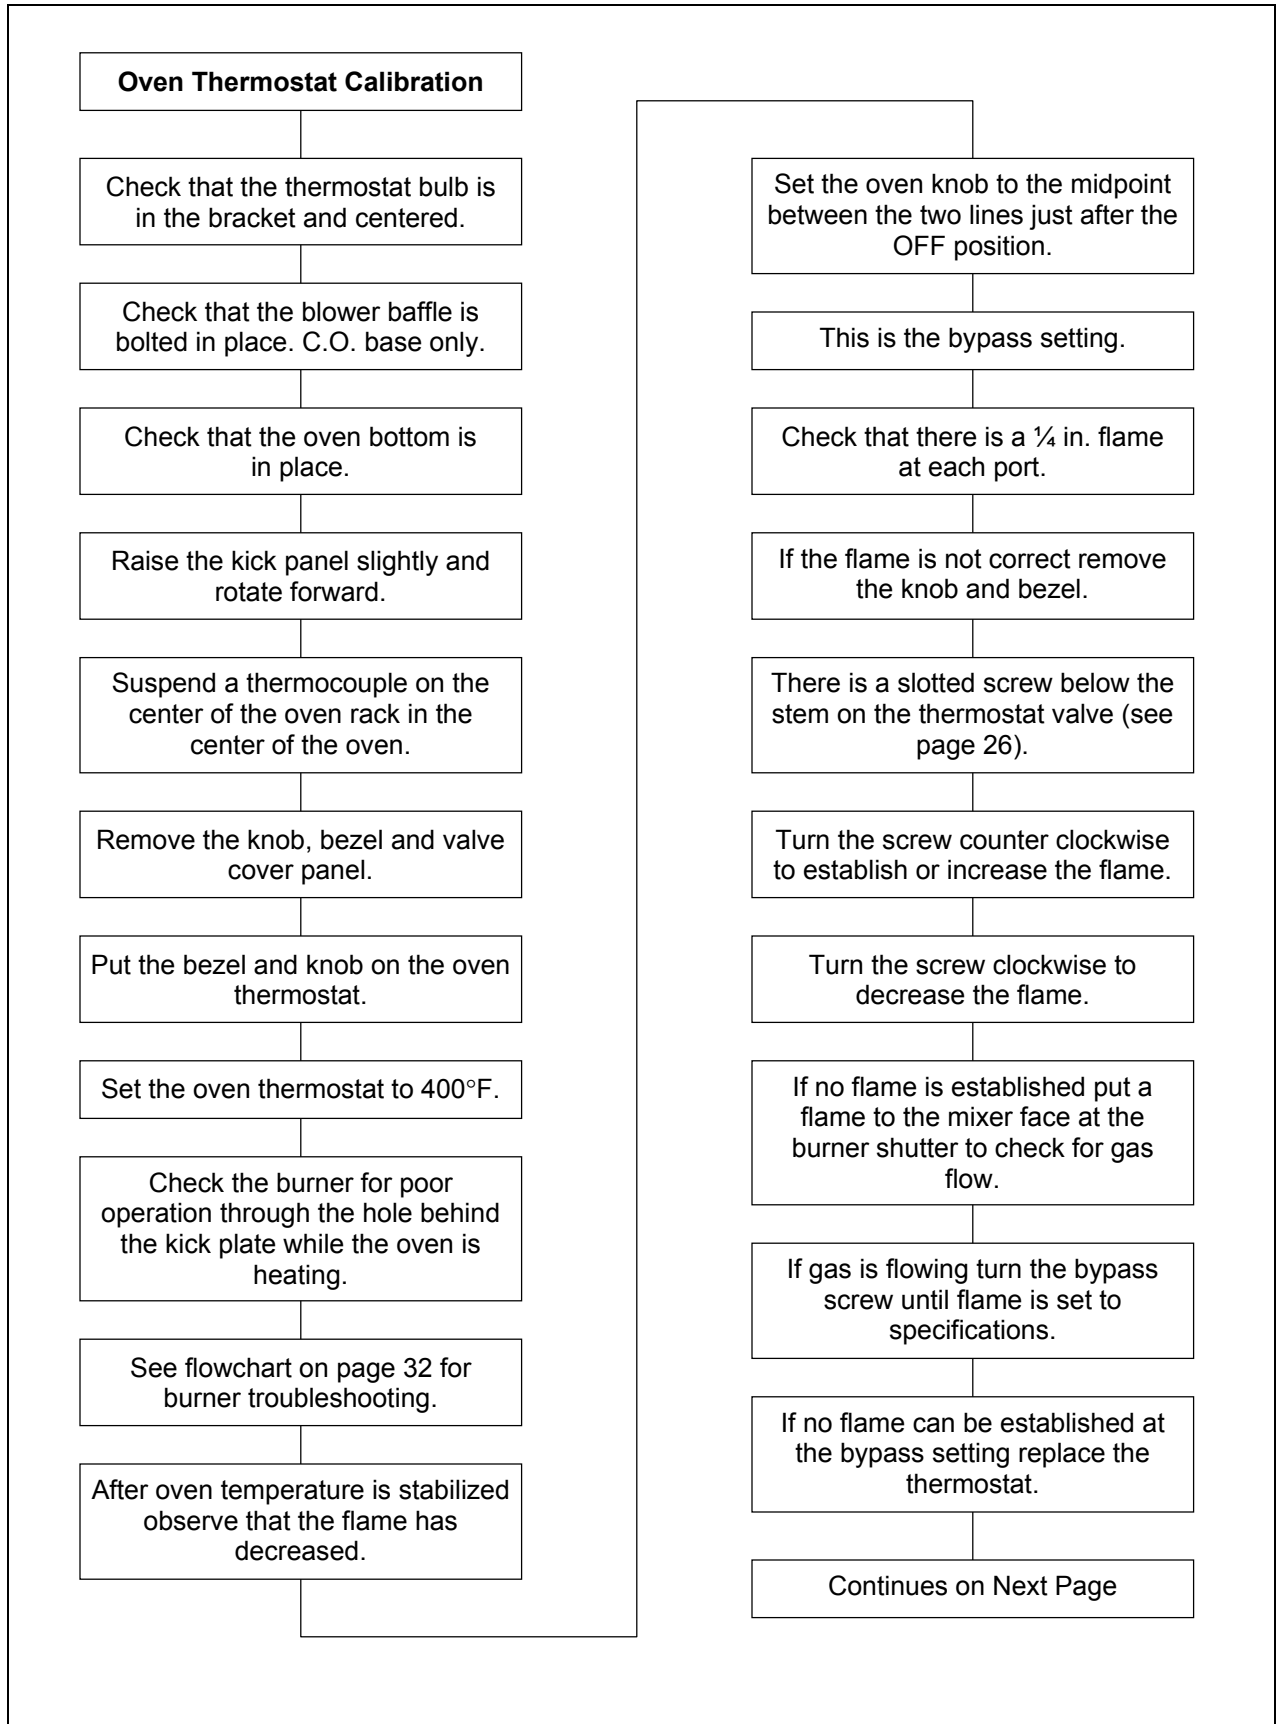 Oven Thermostat Calibration
Check that the thermostat bulb is
in the bracket and centered.
Check that the blower baffle is
bolted in place. C.O. base only.
Check that the oven bottom is
in place.
Raise the kick panel slightly and
rotate forward.
Suspend a thermocouple on the
center of the oven rack in the
center of the oven.
Remove the knob, bezel and valve
cover panel.
Put the bezel and knob on the oven
thermostat.
Set the oven thermostat to 400°F.
Check the burner for poor
operation through the hole behind
the kick plate while the oven is
heating.
See flowchart on page 32 for
burner troubleshooting.
After oven temperature is stabilized
observe that the flame has
decreased.
Set the oven knob to the midpoint
between the two lines just after the
OFF position.
This is the bypass setting.
Check that there is a ¼ in. flame
at each port.
If the flame is not correct remove
the knob and bezel.
There is a slotted screw below the
stem on the thermostat valve (see
page 26).
Turn the screw counter clockwise
to establish or increase the flame.
Turn the screw clockwise to
decrease the flame.
If no flame is established put a
flame to the mixer face at the
burner shutter to check for gas
flow.
If gas is flowing turn the bypass
screw until flame is set to
specifications.
If no flame can be established at
the bypass setting replace the
thermostat.
Continues on Next Page